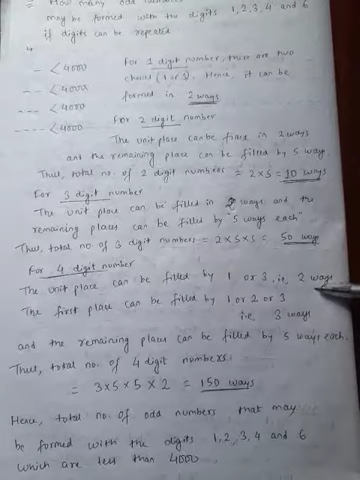 How many odd numbers
may be formed with the digits 1,2,3,4 and 6
if digits can be repeated
4
_ _ < 4000
_ _ < 4000
_ _ _ < 4000
_ _ _ _ < 4000
For 1 digit number, there are two
choice (1 or 3). Hence, it can be
formed in 2 ways
For 2 digit number
The unit place can be fixed in 2 ways
and the remaining place can be filled by 5 ways.
Thus, total no. of 2 digit numbers = 2×5 = 10 ways
For 3 digit number
The unit place can be filled in 2 ways and the
remaining places can be filled by "5 ways each"
Thus, total no. of 3 digit numbers = 2×5×5 = 50 ways
For 4 digit number
The unit place can be filled by 1 or 3, i.e, 2 ways
The first place can be filled by 1 or 2 or 3
i.e 3 ways
and the remaining places can be filled by 5 ways each.
Thus, total no. of 4 digit numbers:
= 3×5×5×2 = 150 ways
Hence, total no. of odd numbers that may
be formed with the digits 1,2,3,4 and 6
which are less than 4000.